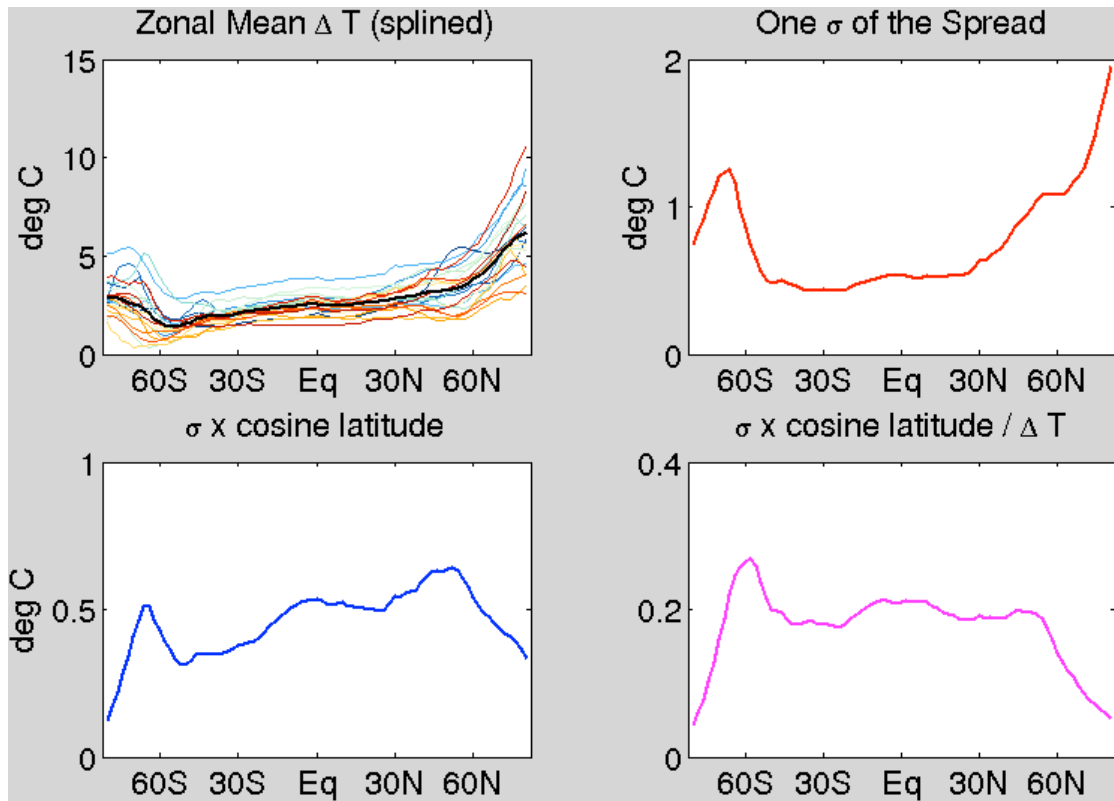 Zonal Mean Δ T (splined)
15
10
5
0
deg C
60S 30S Eq 30N 60N
One σ of the Spread
2
1
0
deg C
60S 30S Eq 30N 60N
σ x cosine latitude
1
0.5
0
deg C
60S 30S Eq 30N 60N
σ x cosine latitude / Δ T
0.4
0.2
0
60S 30S Eq 30N 60N